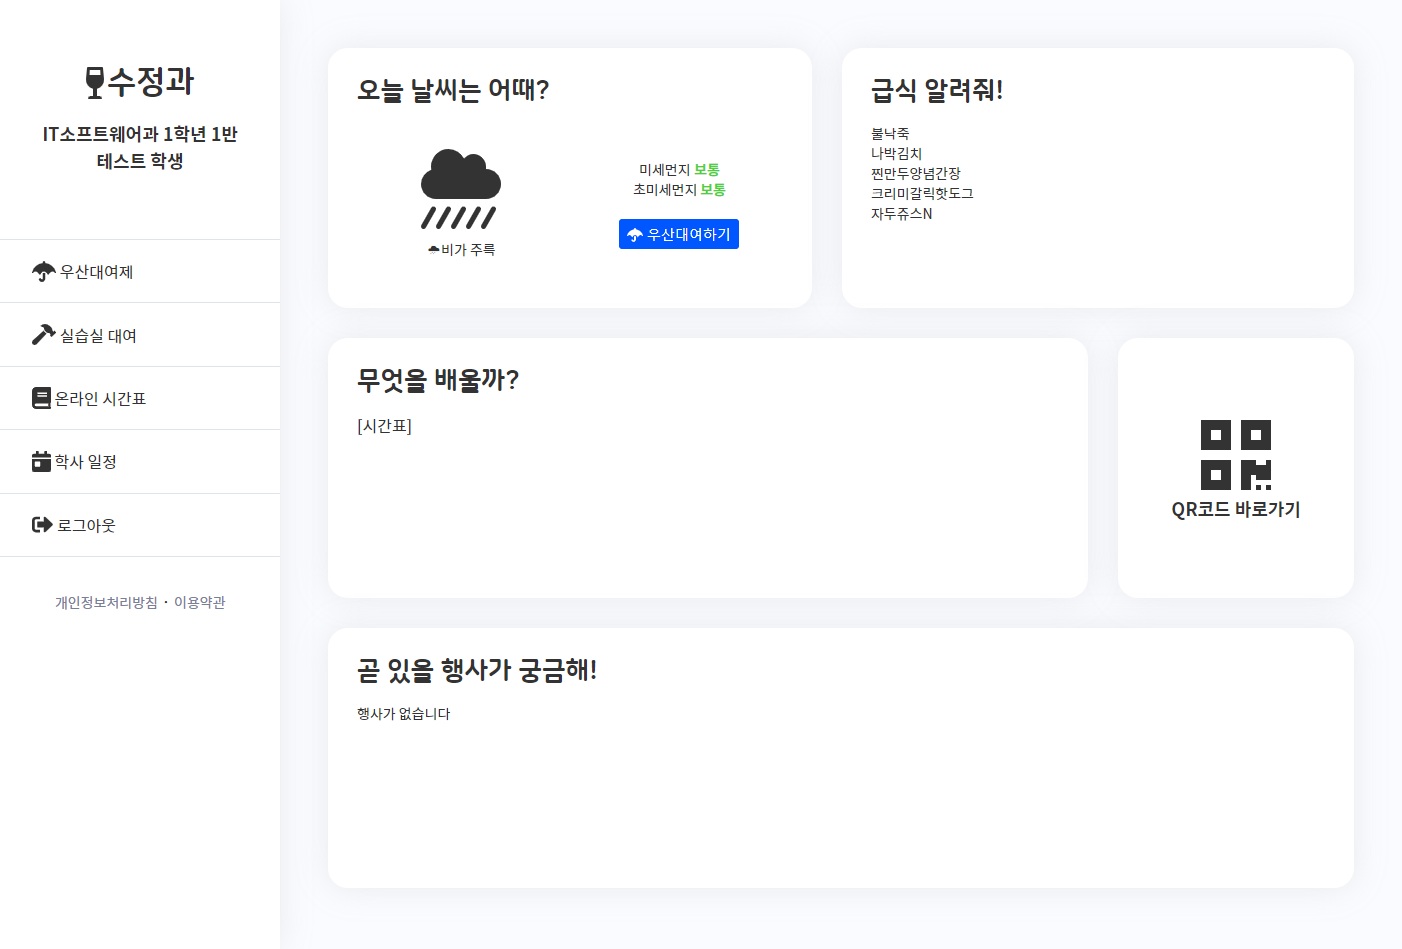 수정과
IT소프트웨어과 1학년 1반
테스트 학생
우산대여제
실습실 대여
온라인 시간표
학사 일정
로그아웃
개인정보처리방침 · 이용약관
오늘 날씨는 어때?
비가 주륵
미세먼지 보통
초미세먼지 보통
우산대여하기
급식 알려줘!
불낙죽
나박김치
찐만두양념간장
크리미갈릭핫도그
자두쥬스N
무엇을 배울까?
[시간표]
QR코드 바로가기
곧 있을 행사가 궁금해!
행사가 없습니다